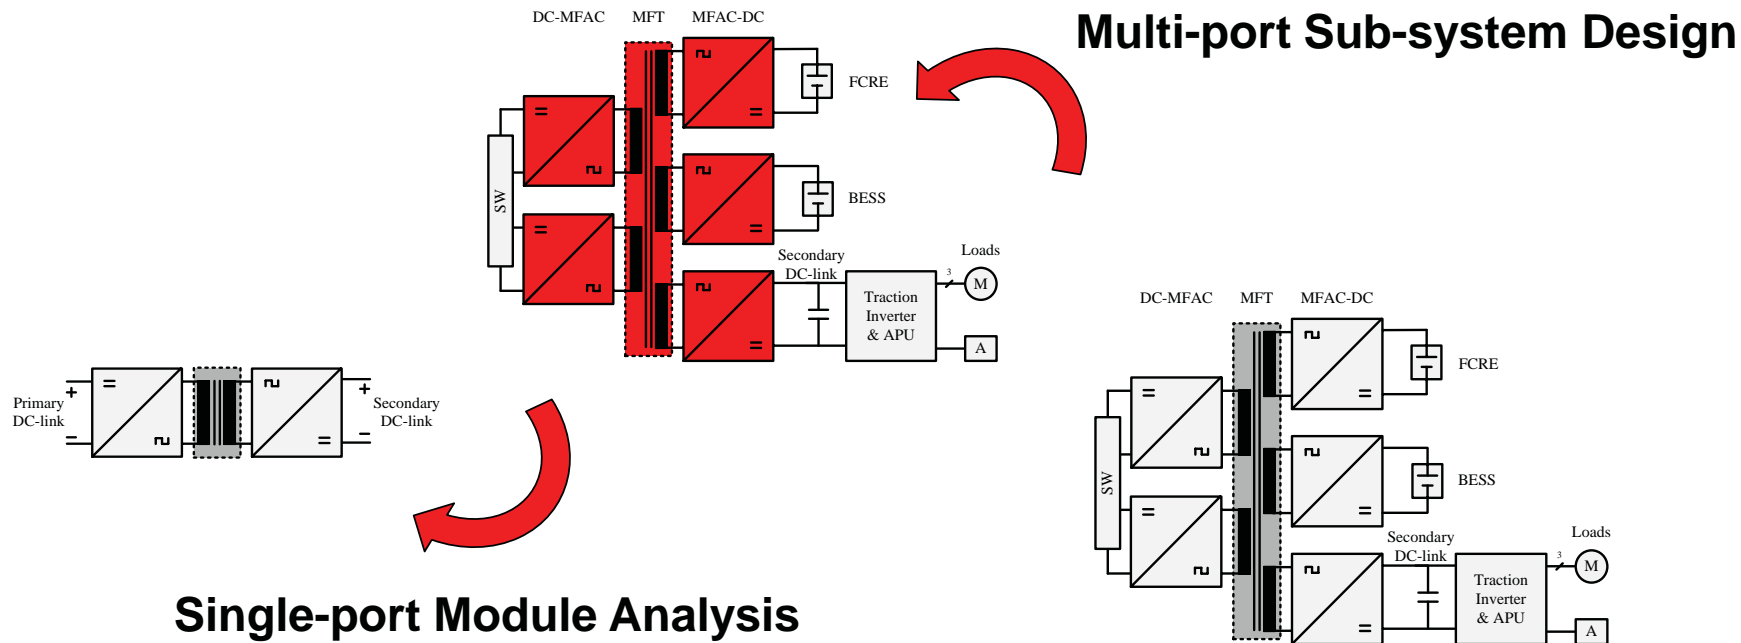 Multi-port Sub-system Design
DC-MFAC
MFT
MFAC-DC
FCRE
SW
BESS
Secondary
DC-link
Loads
3
M
Traction
Inverter
& APU
A
Primary
DC-link
+
−
+
−
Secondary
DC-link
DC-MFAC
MFT
MFAC-DC
FCRE
SW
BESS
Secondary
DC-link
Loads
3
M
Traction
Inverter
& APU
A
Single-port Module Analysis